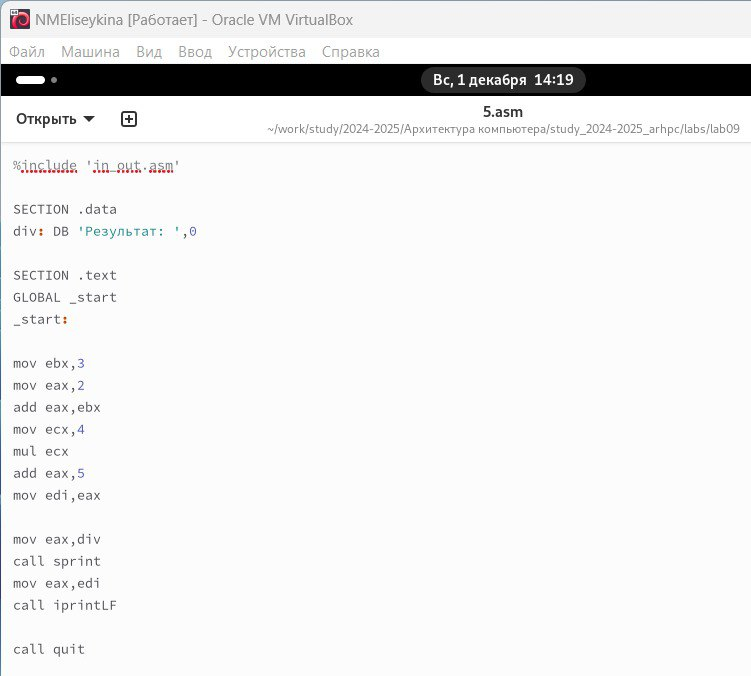 NMEliseykina [Работает] - Oracle VM VirtualBox
Файл Машина Вид Ввод Устройства Справка
Вс, 1 декабря 14:19
Открыть
5.asm
~/work/study/2024-2025/Архитектура компьютера/study_2024-2025_arhpc/labs/lab09
%include 'in_out.asm'
SECTION .data
div: DB 'Результат: ',0
SECTION .text
GLOBAL _start
_start:
mov ebx,3
mov eax,2
add eax,ebx
mov ecx,4
mul ecx
add eax,5
mov edi,eax
mov eax,div
call sprint
mov eax,edi
call iprintLF
call quit